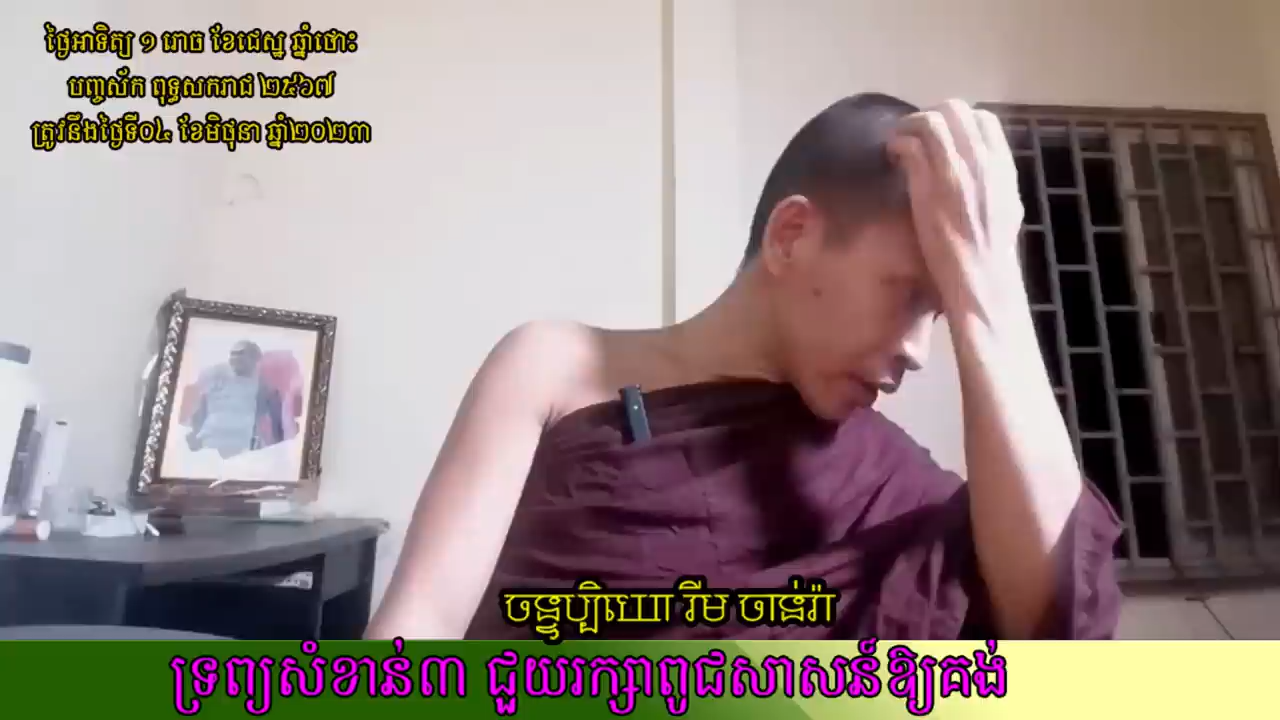 ថ្ងៃអាទិត្យ ១ រោច ខែជេស្ឋ ឆ្នាំថោះ
បញ្ចស័ក ពុទ្ធសករាជ ២៥៦៧
ត្រូវនឹងថ្ងៃទី០៤ ខែមិថុនា ឆ្នាំ២០២៣
ចន្ទប្បិយោ រីម ចាន់រ៉ា
ទ្រព្យសំខាន់៣ ជួយរក្សាពូជសាសន៍ឱ្យគង់